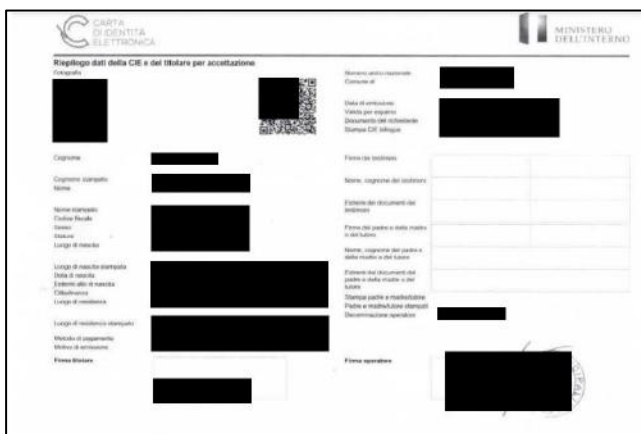 CARTA
DI IDENTITÀ
ELETTRONICA
MINISTERO
DELL'INTERNO
Riepilogo dati della CIE e del titolare per accettazione
Fotografia
Numero unico nazionale
Comune di
Data di emissione
Valida per espatrio
Documento del richiedente
Stampa CIE bilingue
Cognome
Cognome stampato
Nome
Nome stampato
Codice fiscale
Sesso
Statura
Luogo di nascita
Luogo di nascita stampato
Data di nascita
Estremi atto di nascita
Cittadinanza
Luogo di residenza
Luogo di residenza stampato
Metodo di pagamento
Motivo di emissione
Firma titolare
Firma dei testimoni
Nome, cognome dei testimoni
Estremi dei documenti dei
testimoni
Firma del padre e della madre
o del tutore
Nome, cognome del padre e
della madre o del tutore
Estremi dei documenti del
padre e della madre o del
tutore
Stampa padre e madre/tutore
Padre e madre/tutore stampati
Denominazione operatore
Firma operatore